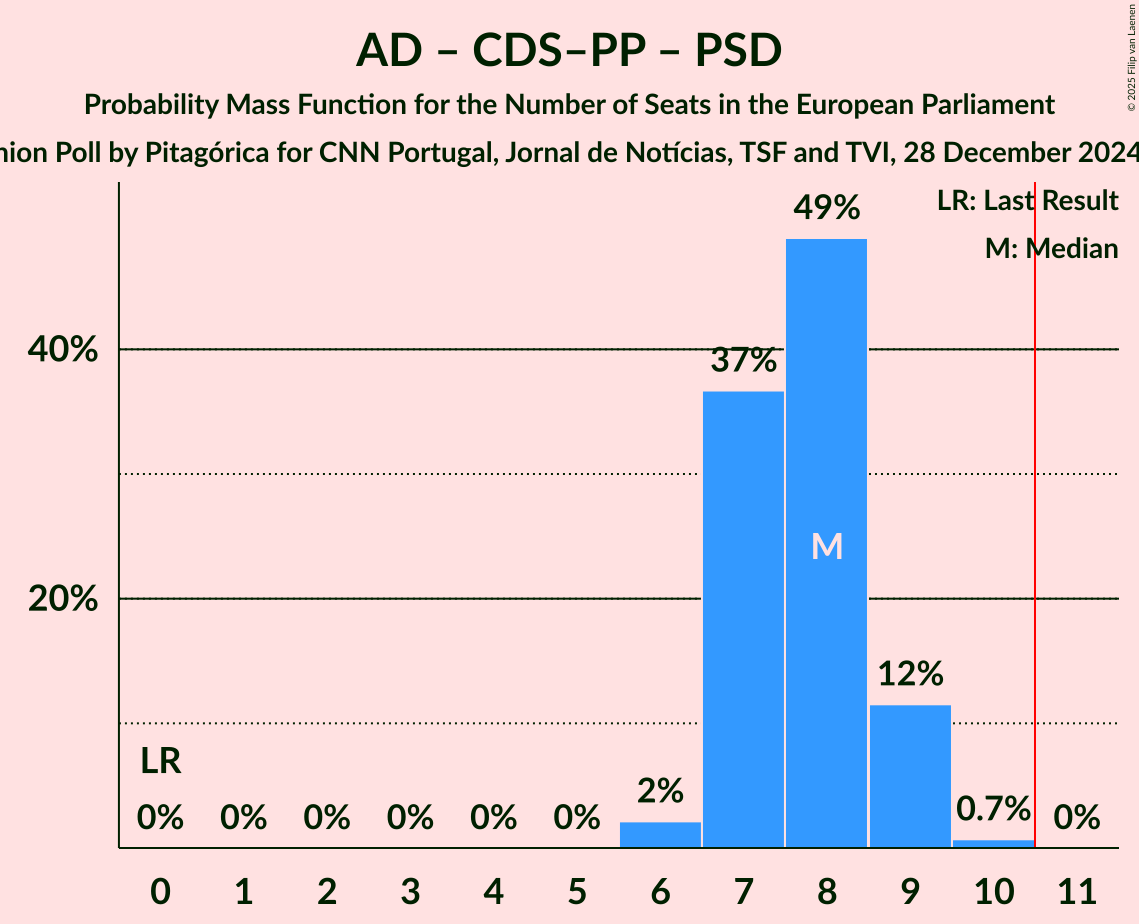 AD – CDS–PP – PSD
Probability Mass Function for the Number of Seats in the European Parliament
Poll by Pitagórica for CNN Portugal, Jornal de Notícias, TSF and TVI, 28 December 2024
© 2025 Filip van Laenen
LR: Last Result
M: Median
49%
40%
37%
M
20%
12%
LR
0% 0% 0% 0% 0% 0% 2% 0.7% 0%
0 1 2 3 4 5 6 7 8 9 10 11